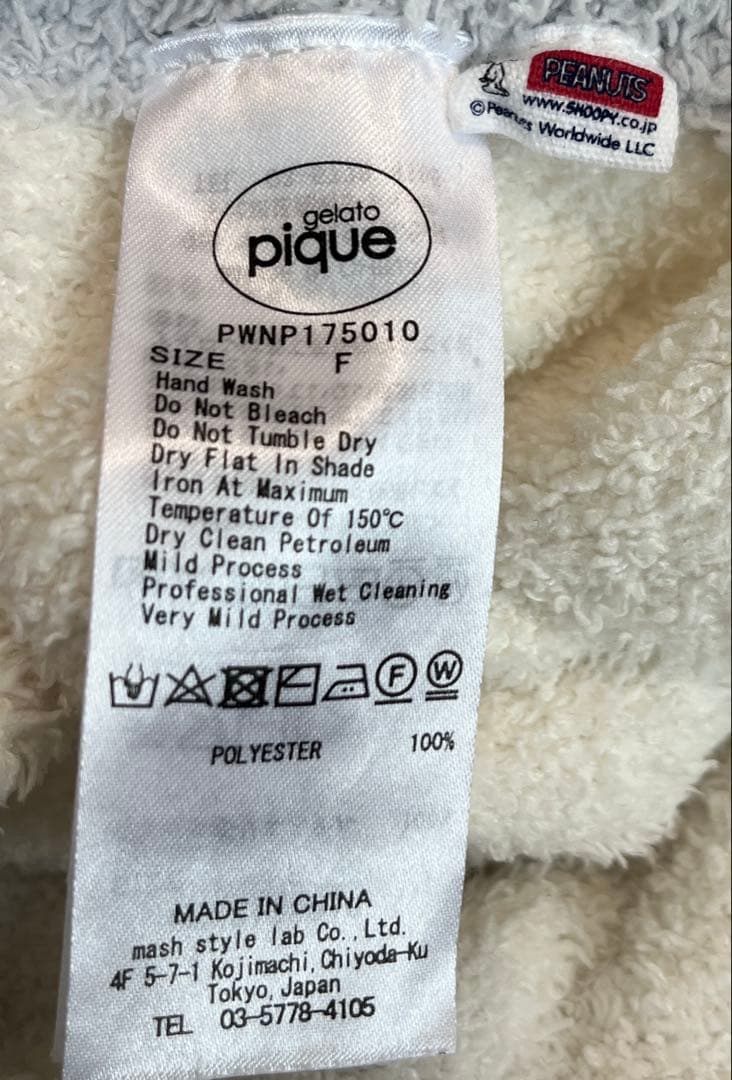 PEANUTS
www.SNOOPY.co.jp
©Peanuts Worldwide LLC
gelato
pique
PWNP175010
SIZE F
Hand Wash
Do Not Bleach
Do Not Tumble Dry
Dry Flat In Shade
Iron At Maximum
Temperature Of 150℃
Dry Clean Petroleum
Mild Process
Professional Wet Cleaning
Very Mild Process
F W
POLYESTER 100%
MADE IN CHINA
mash style lab Co.,Ltd.
4F 5-7-1 Kojimachi,Chiyoda-Ku
Tokyo,Japan
TEL 03-5778-4105